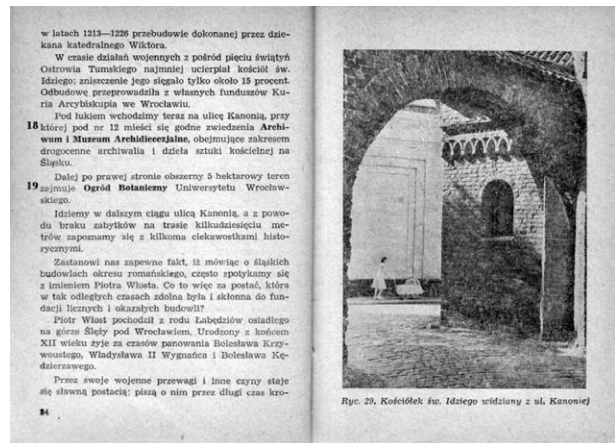 w latach 1213—1226 przebudowie dokonanej przez dzie-
kana katedralnego Wiktora.
W czasie działań wojennych z pośród pięciu świątyń
Ostrowia Tumskiego najmniej ucierpiał kościół św.
Idziego; zniszczenie jego sięgało tylko około 15 procent.
Odbudowę przeprowadziła z własnych funduszów Ku-
ria Arcybiskupia we Wrocławiu.
Pod łukiem wchodzimy teraz na ulicę Kanonią, przy
18 której pod nr 12 mieści się godne zwiedzenia Archi-
wum i Muzeum Archidiecezjalne, obejmujące zakresem
drogocenne archiwalia i dzieła sztuki kościelnej na
Śląsku.
Dalej po prawej stronie obszerny 5 hektarowy teren
19 zajmuje Ogród Botaniczny Uniwersytetu Wrocław-
skiego.
Idziemy w dalszym ciągu ulicą Kanonią, a z powo-
du braku zabytków na trasie kilkudziesięciu me-
trów zapoznamy się z kilkoma ciekawostkami histo-
rycznymi.
Zastanowi nas zapewne fakt, iż mówiąc o śląskich
budowlach okresu romańskiego, często spotykamy się
z imieniem Piotra Włosta. Co to więc za postać, która
w tak odległych czasach zdolna była i skłonna do fun-
dacji licznych i okazałych budowli?
Piotr Włost pochodził z rodu Łabędziów osiadłego
na górze Ślęży pod Wrocławiem. Urodzony z końcem
XII wieku żyje za czasów panowania Bolesława Krzy-
woustego, Władysława II Wygnańca i Bolesława Kę-
dzierzawego.
Przez swoje wojenne przewagi i inne czyny staje
się sławną postacią; piszą o nim przez długi czas kro-
34
Ryc. 29. Kościółek św. Idziego widziany z ul. Kanoniej